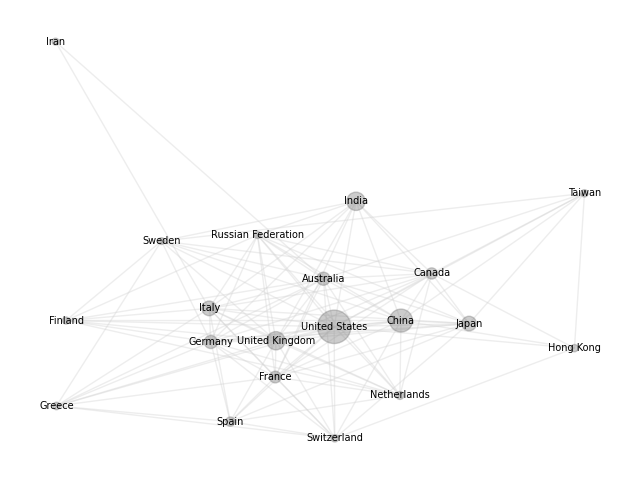 Iran
Taiwan
India
Russian Federation
Sweden
Canada
Australia
Italy
Finland
China
Japan
United States
United Kingdom
Germany
Hong Kong
France
Netherlands
Greece
Spain
Switzerland